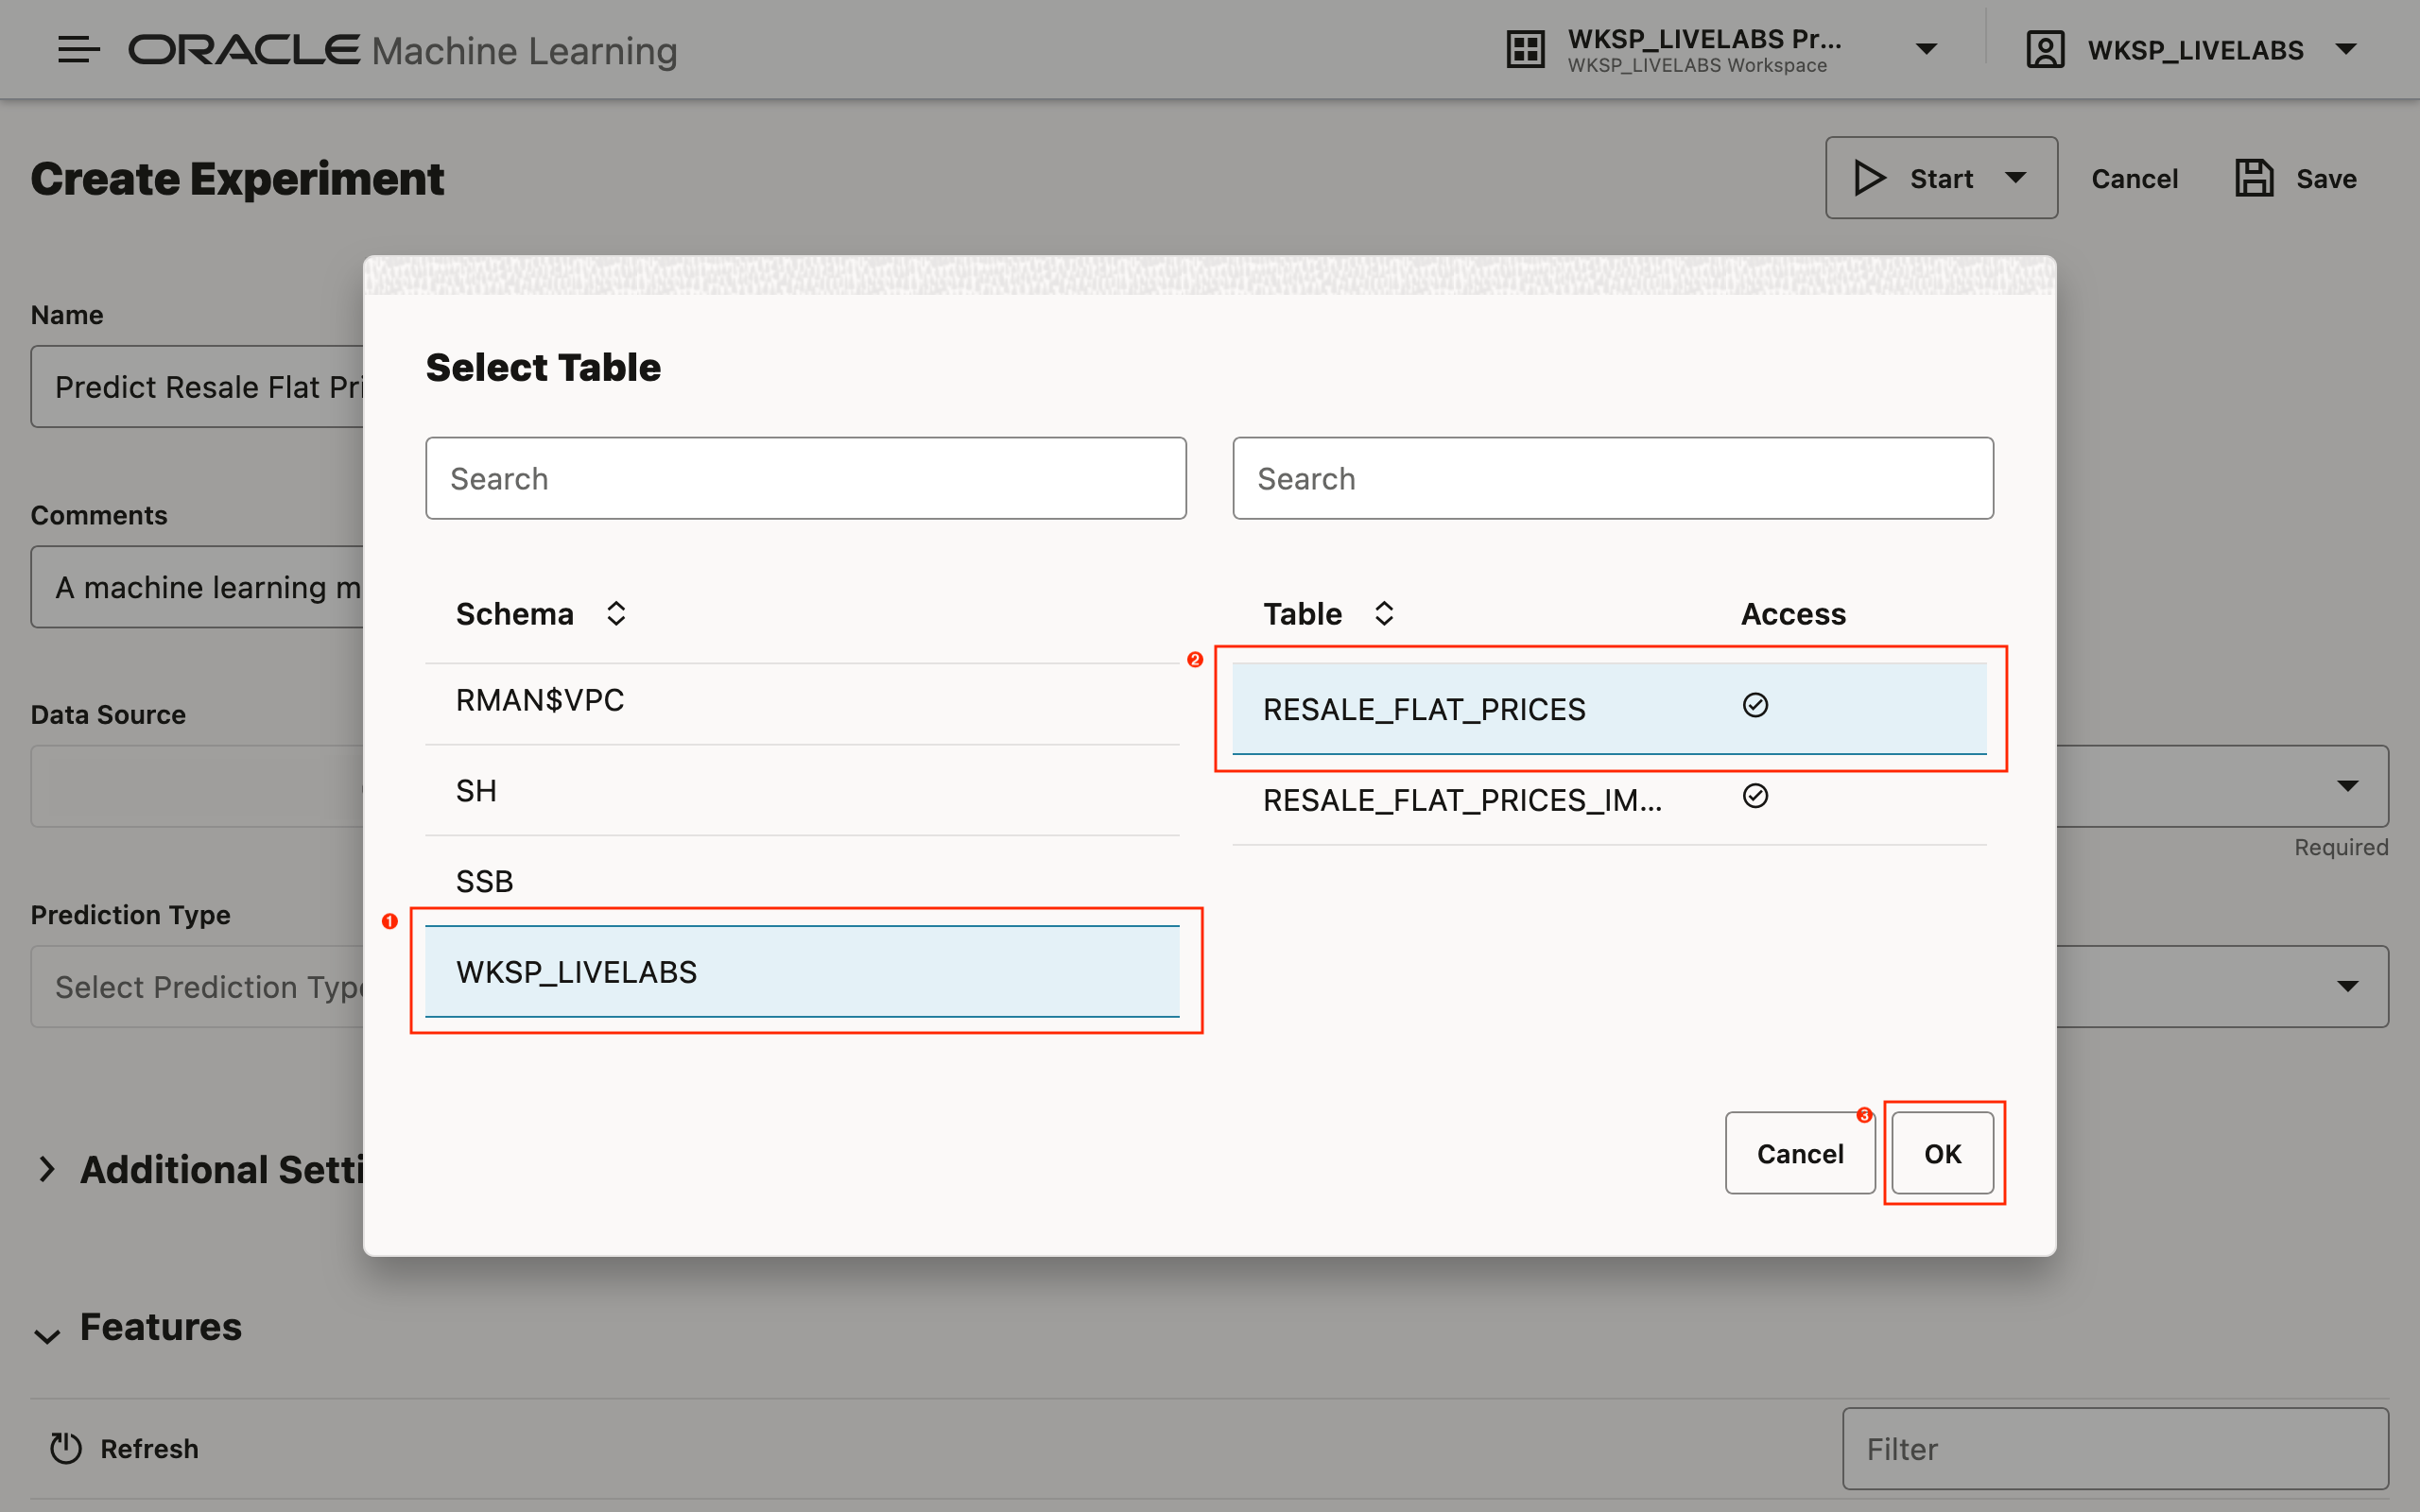 ORACLE Machine Learning
WKSP_LIVELABS Pr...
WKSP_LIVELABS Workspace
WKSP_LIVELABS
Create Experiment
Start
Cancel
Save
Name
Predict Resale Flat Pri
Comments
A machine learning m
Data Source
Required
Prediction Type
Select Prediction Type
Additional Setti
Features
Refresh
Filter
Select Table
Search
Search
Schema
Table
Access
2
RMAN$VPC
RESALE_FLAT_PRICES
SH
RESALE_FLAT_PRICES_IM...
SSB
1
WKSP_LIVELABS
3
Cancel
OK